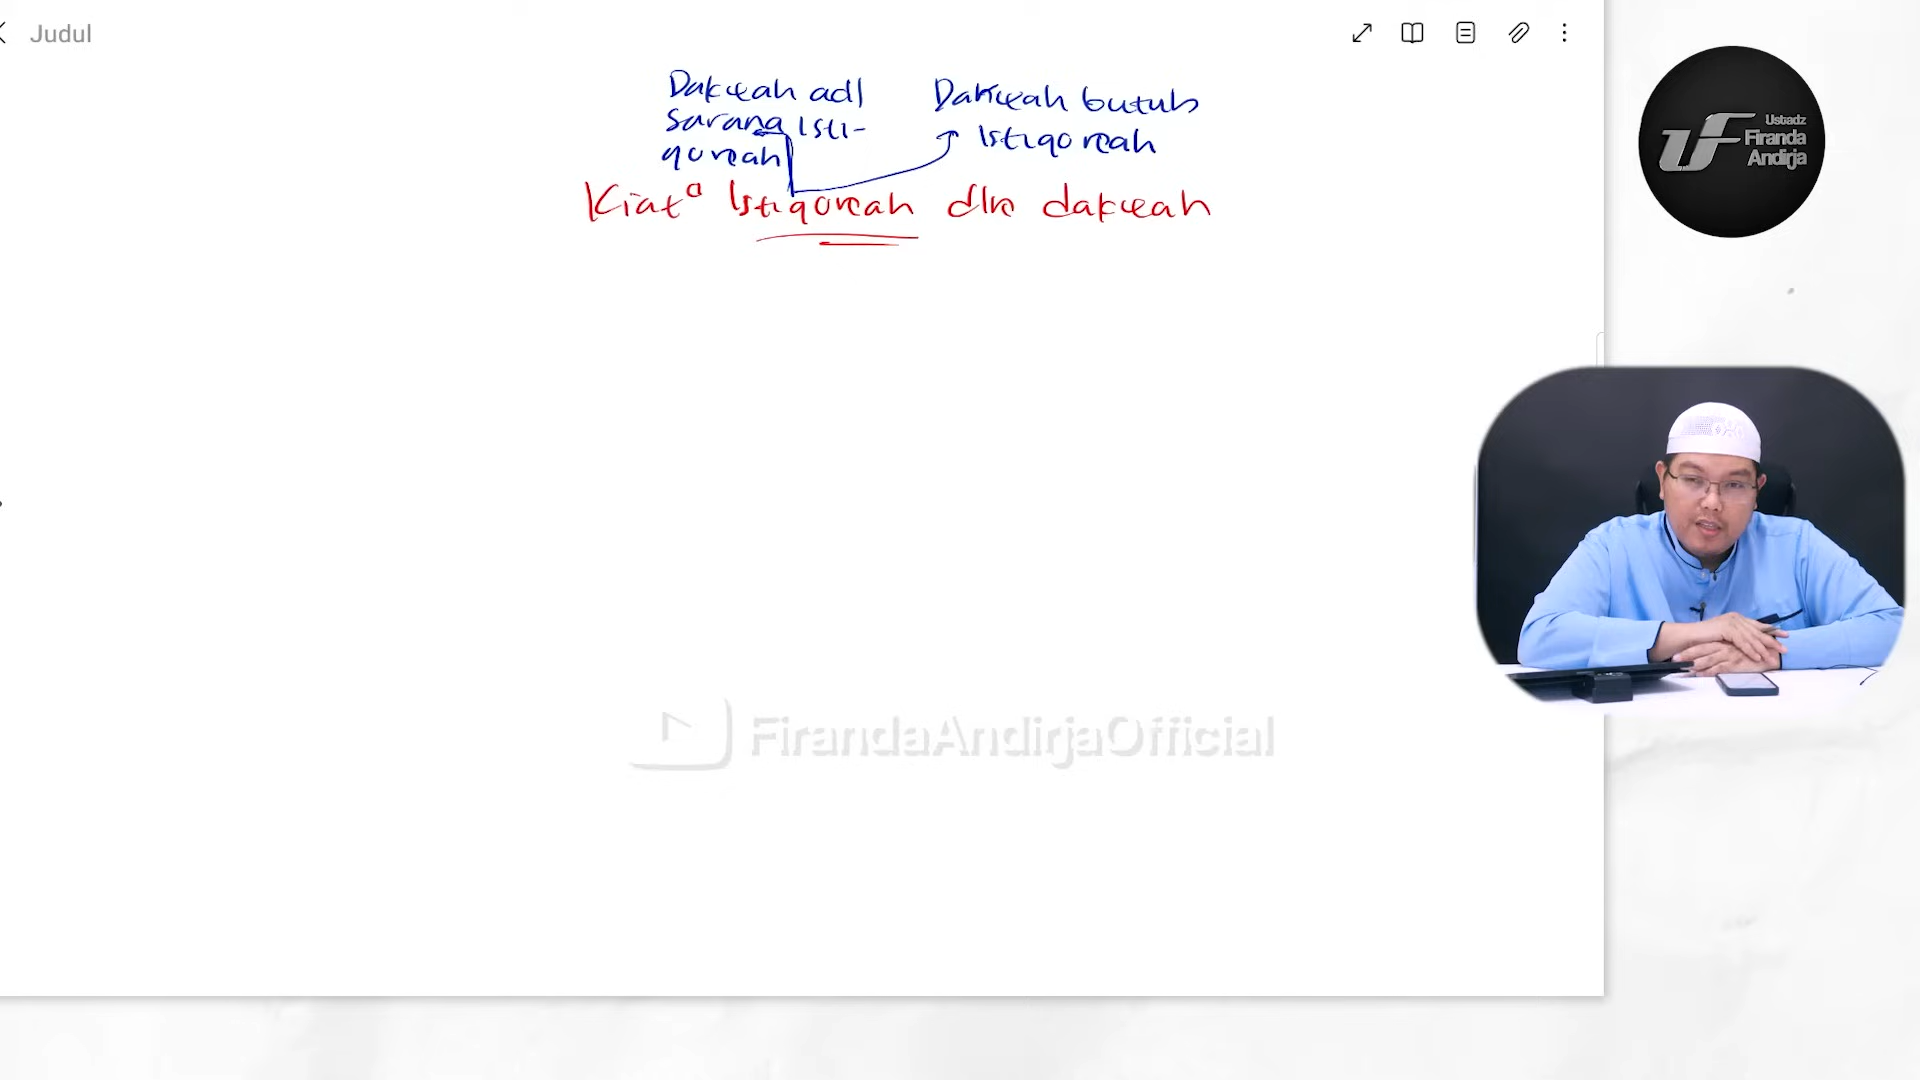 Judul
Dakwah adl
sarana isti-
qomah
Dakwah butuh
istiqomah
Kiat² Istiqomah dlm dakwah
Ustadz
Firanda
Andirja
FirandaAndirjaOfficial